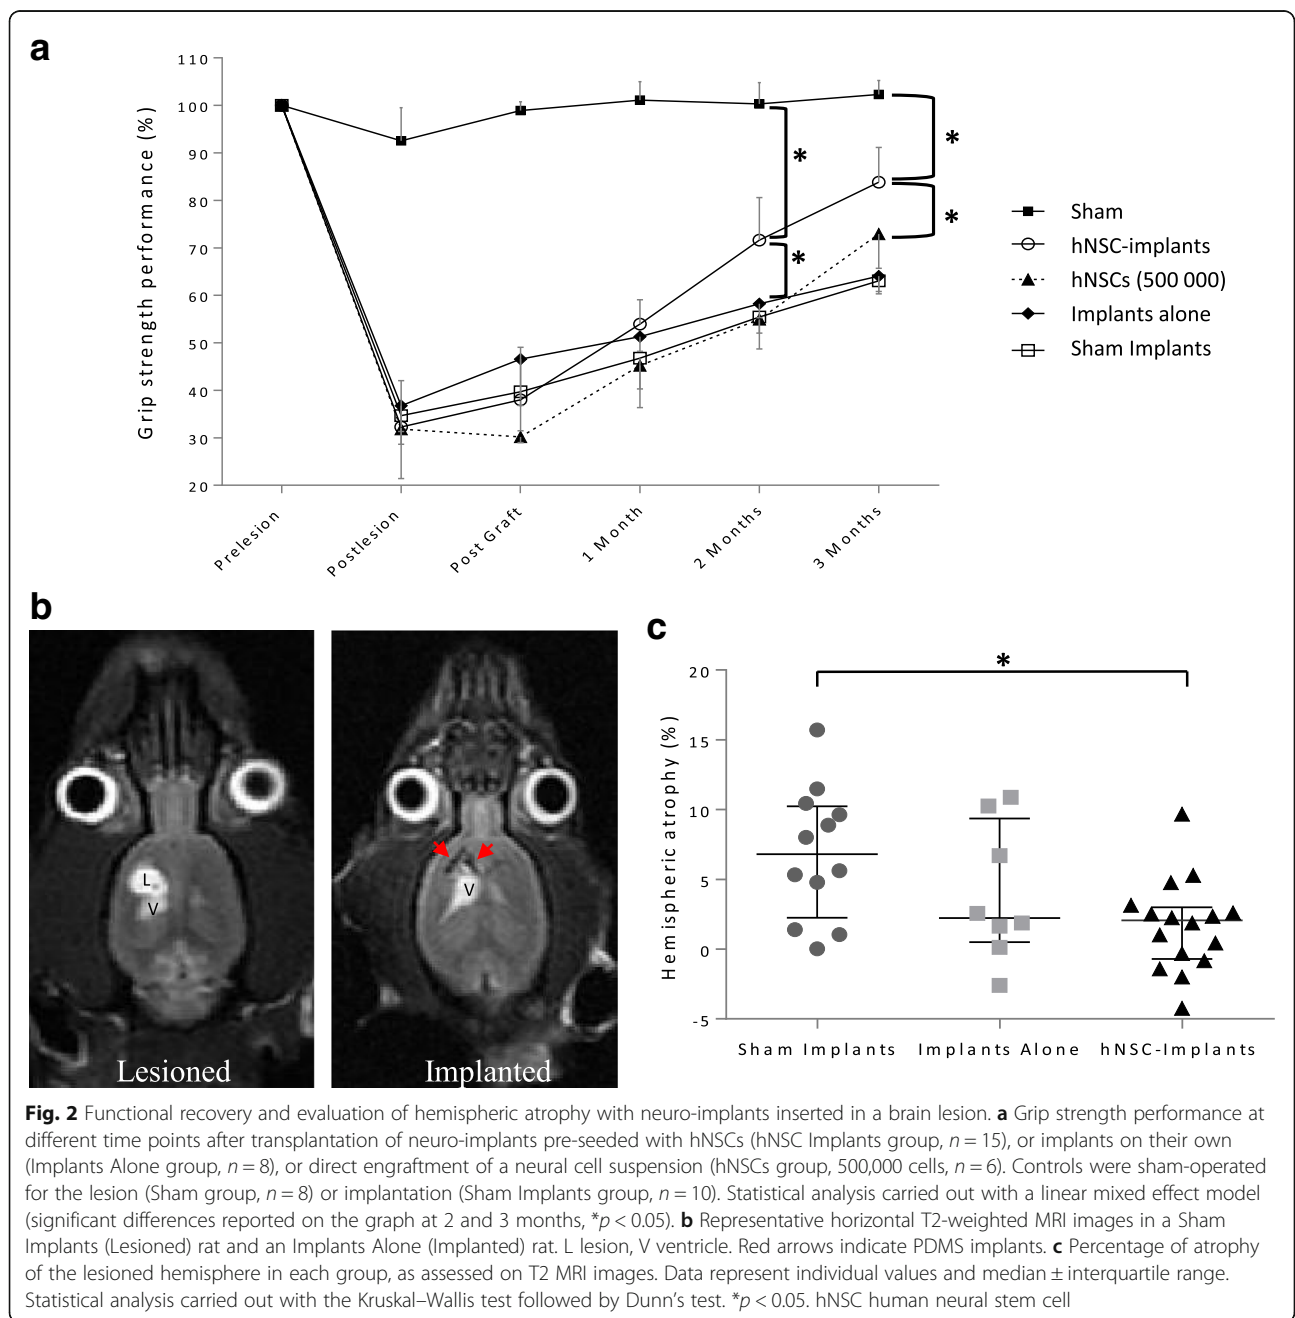 a
110
100
90
80
70
60
50
40
30
20
Grip strength performance (%)
Prelesion
Postlesion
Post Graft
1 Month
2 Months
3 Months
*
*
*
*
Sham
hNSC-implants
hNSCs (500 000)
Implants alone
Sham Implants
b
L
V
Lesioned
V
Implanted
c
20
15
10
5
0
-5
Hemispheric atrophy (%)
*
Sham Implants
Implants Alone
hNSC-Implants
Fig. 2 Functional recovery and evaluation of hemispheric atrophy with neuro-implants inserted in a brain lesion. a Grip strength performance at
different time points after transplantation of neuro-implants pre-seeded with hNSCs (hNSC Implants group, n = 15), or implants on their own
(Implants Alone group, n = 8), or direct engraftment of a neural cell suspension (hNSCs group, 500,000 cells, n = 6). Controls were sham-operated
for the lesion (Sham group, n = 8) or implantation (Sham Implants group, n = 10). Statistical analysis carried out with a linear mixed effect model
(significant differences reported on the graph at 2 and 3 months, *p < 0.05). b Representative horizontal T2-weighted MRI images in a Sham
Implants (Lesioned) rat and an Implants Alone (Implanted) rat. L lesion, V ventricle. Red arrows indicate PDMS implants. c Percentage of atrophy
of the lesioned hemisphere in each group, as assessed on T2 MRI images. Data represent individual values and median ± interquartile range.
Statistical analysis carried out with the Kruskal–Wallis test followed by Dunn's test. *p < 0.05. hNSC human neural stem cell